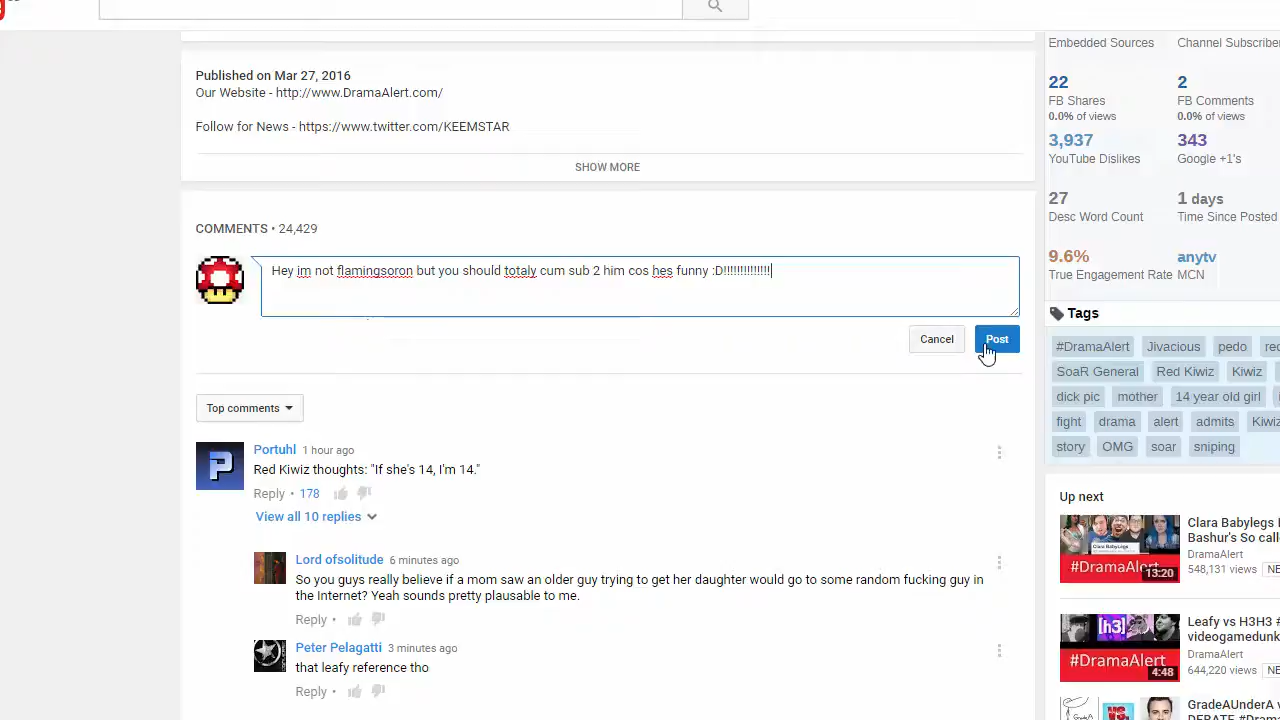 Published on Mar 27, 2016
Our Website - http://www.DramaAlert.com/
Follow for News - https://www.twitter.com/KEEMSTAR
SHOW MORE
COMMENTS • 24,429
Hey im not flamingsoron but you should totaly cum sub 2 him cos hes funny :D!!!!!!!!!!!!!!
Cancel
Post
Top comments
Portuhl 1 hour ago
Red Kiwiz thoughts: "If she's 14, I'm 14."
Reply • 178
View all 10 replies
Lord ofsolitude 6 minutes ago
So you guys really believe if a mom saw an older guy trying to get her daughter would go to some random fucking guy in
the Internet? Yeah sounds pretty plausable to me.
Reply •
Peter Pelagatti 3 minutes ago
that leafy reference tho
Reply •
Embedded Sources Channel Subscribe
22 2
FB Shares FB Comments
0.0% of views 0.0% of views
3,937 343
YouTube Dislikes Google +1's
27 1 days
Desc Word Count Time Since Posted
9.6% anytv
True Engagement Rate MCN
Tags
#DramaAlert Jivacious pedo
SoaR General Red Kiwiz Kiwiz
dick pic mother 14 year old girl
fight drama alert admits Kiwiz
story OMG soar sniping
Up next
Clara Babylegs
Bashur's So call
DramaAlert
548,131 views
Clara BabyLegs
#DramaAlert
13:20
Leafy vs H3H3 #
videogamedunk
DramaAlert
644,220 views
[h3]
#DramaAlert
4:48
GradeAUnderA v